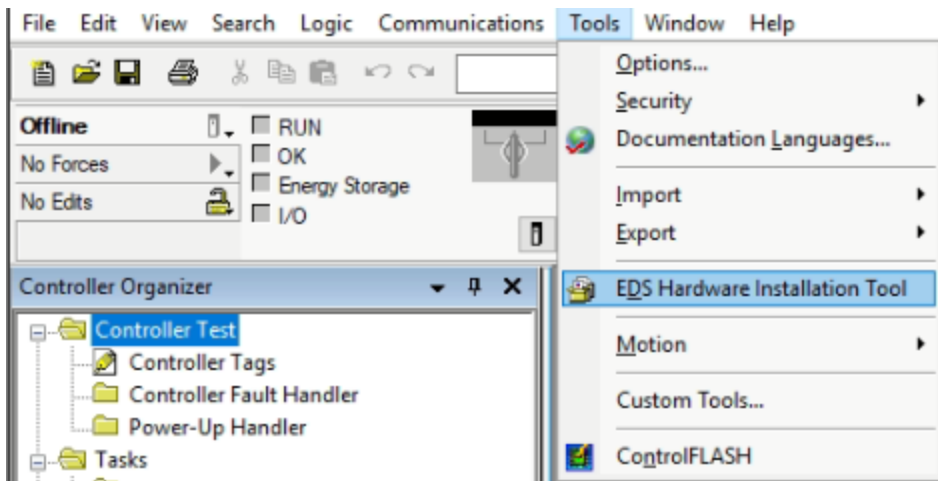 File Edit View Search Logic Communications Tools Window Help
Offline
No Forces
No Edits
RUN
OK
Energy Storage
I/O
Controller Organizer
Controller Test
Controller Tags
Controller Fault Handler
Power-Up Handler
Tasks
Options...
Security
Documentation Languages...
Import
Export
EDS Hardware Installation Tool
Motion
Custom Tools...
ControlFLASH